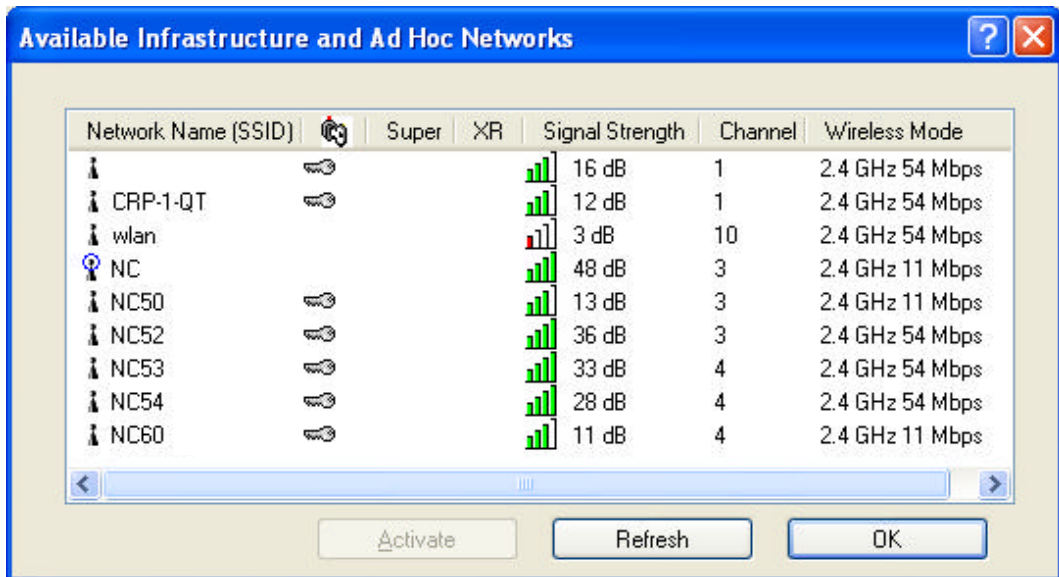 Available Infrastructure and Ad Hoc Networks
Network Name (SSID) Super XR Signal Strength Channel Wireless Mode
16 dB 1 2.4 GHz 54 Mbps
CRP-1-QT 12 dB 1 2.4 GHz 54 Mbps
wlan 3 dB 10 2.4 GHz 54 Mbps
NC 48 dB 3 2.4 GHz 11 Mbps
NC50 13 dB 3 2.4 GHz 11 Mbps
NC52 36 dB 3 2.4 GHz 54 Mbps
NC53 33 dB 4 2.4 GHz 54 Mbps
NC54 28 dB 4 2.4 GHz 54 Mbps
NC60 11 dB 4 2.4 GHz 11 Mbps
Activate Refresh OK